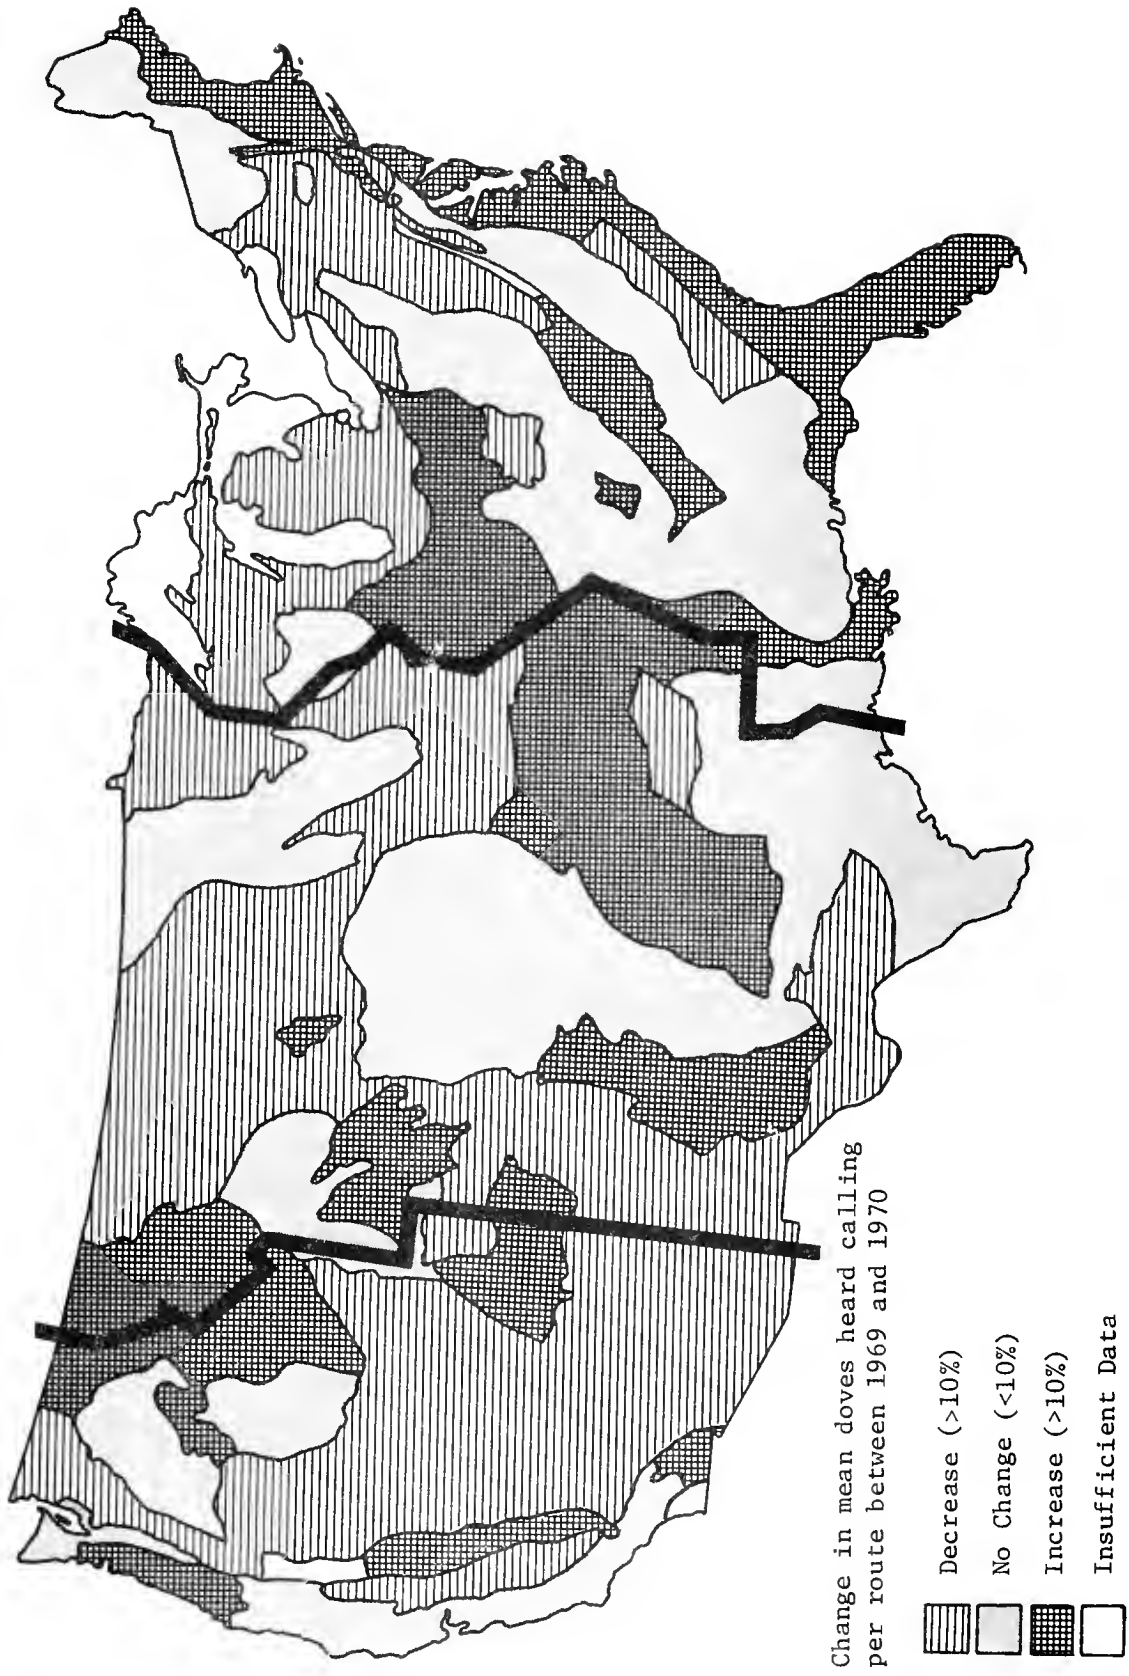 Change in mean doves heard calling
per route between 1969 and 1970
Decrease (>10%)
No Change (<10%)
Increase (>10%)
Insufficient Data